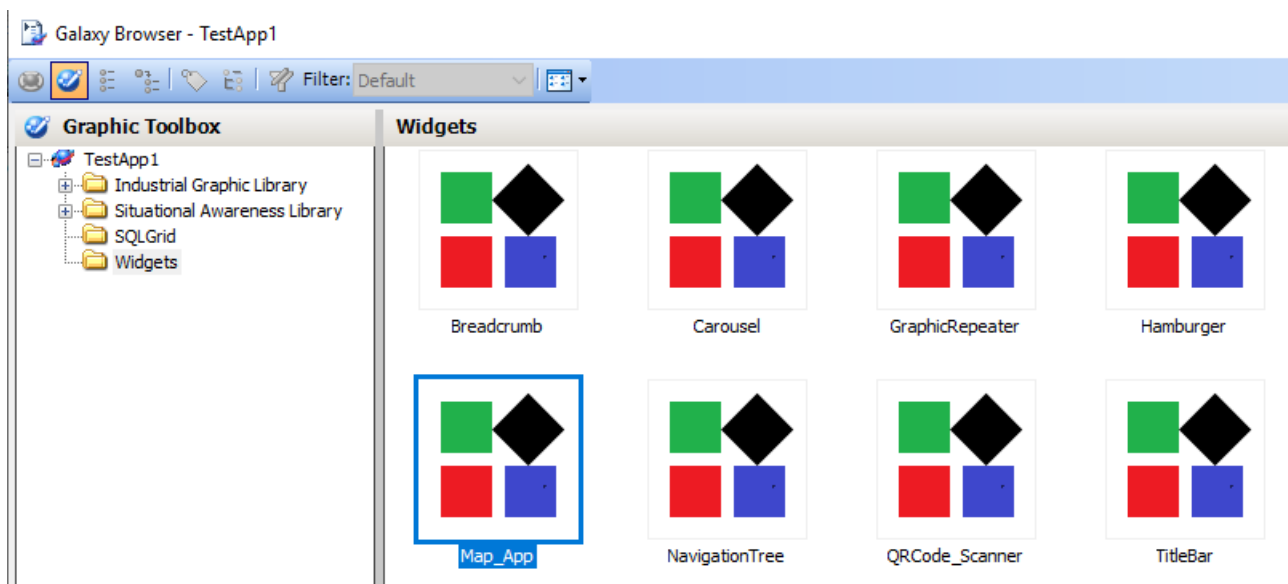 Galaxy Browser - TestApp1
Filter: Default
Graphic Toolbox
TestApp1
Industrial Graphic Library
Situational Awareness Library
SQLGrid
Widgets
Widgets
Breadcrumb
Carousel
GraphicRepeater
Hamburger
Map_App
NavigationTree
QRCode_Scanner
TitleBar